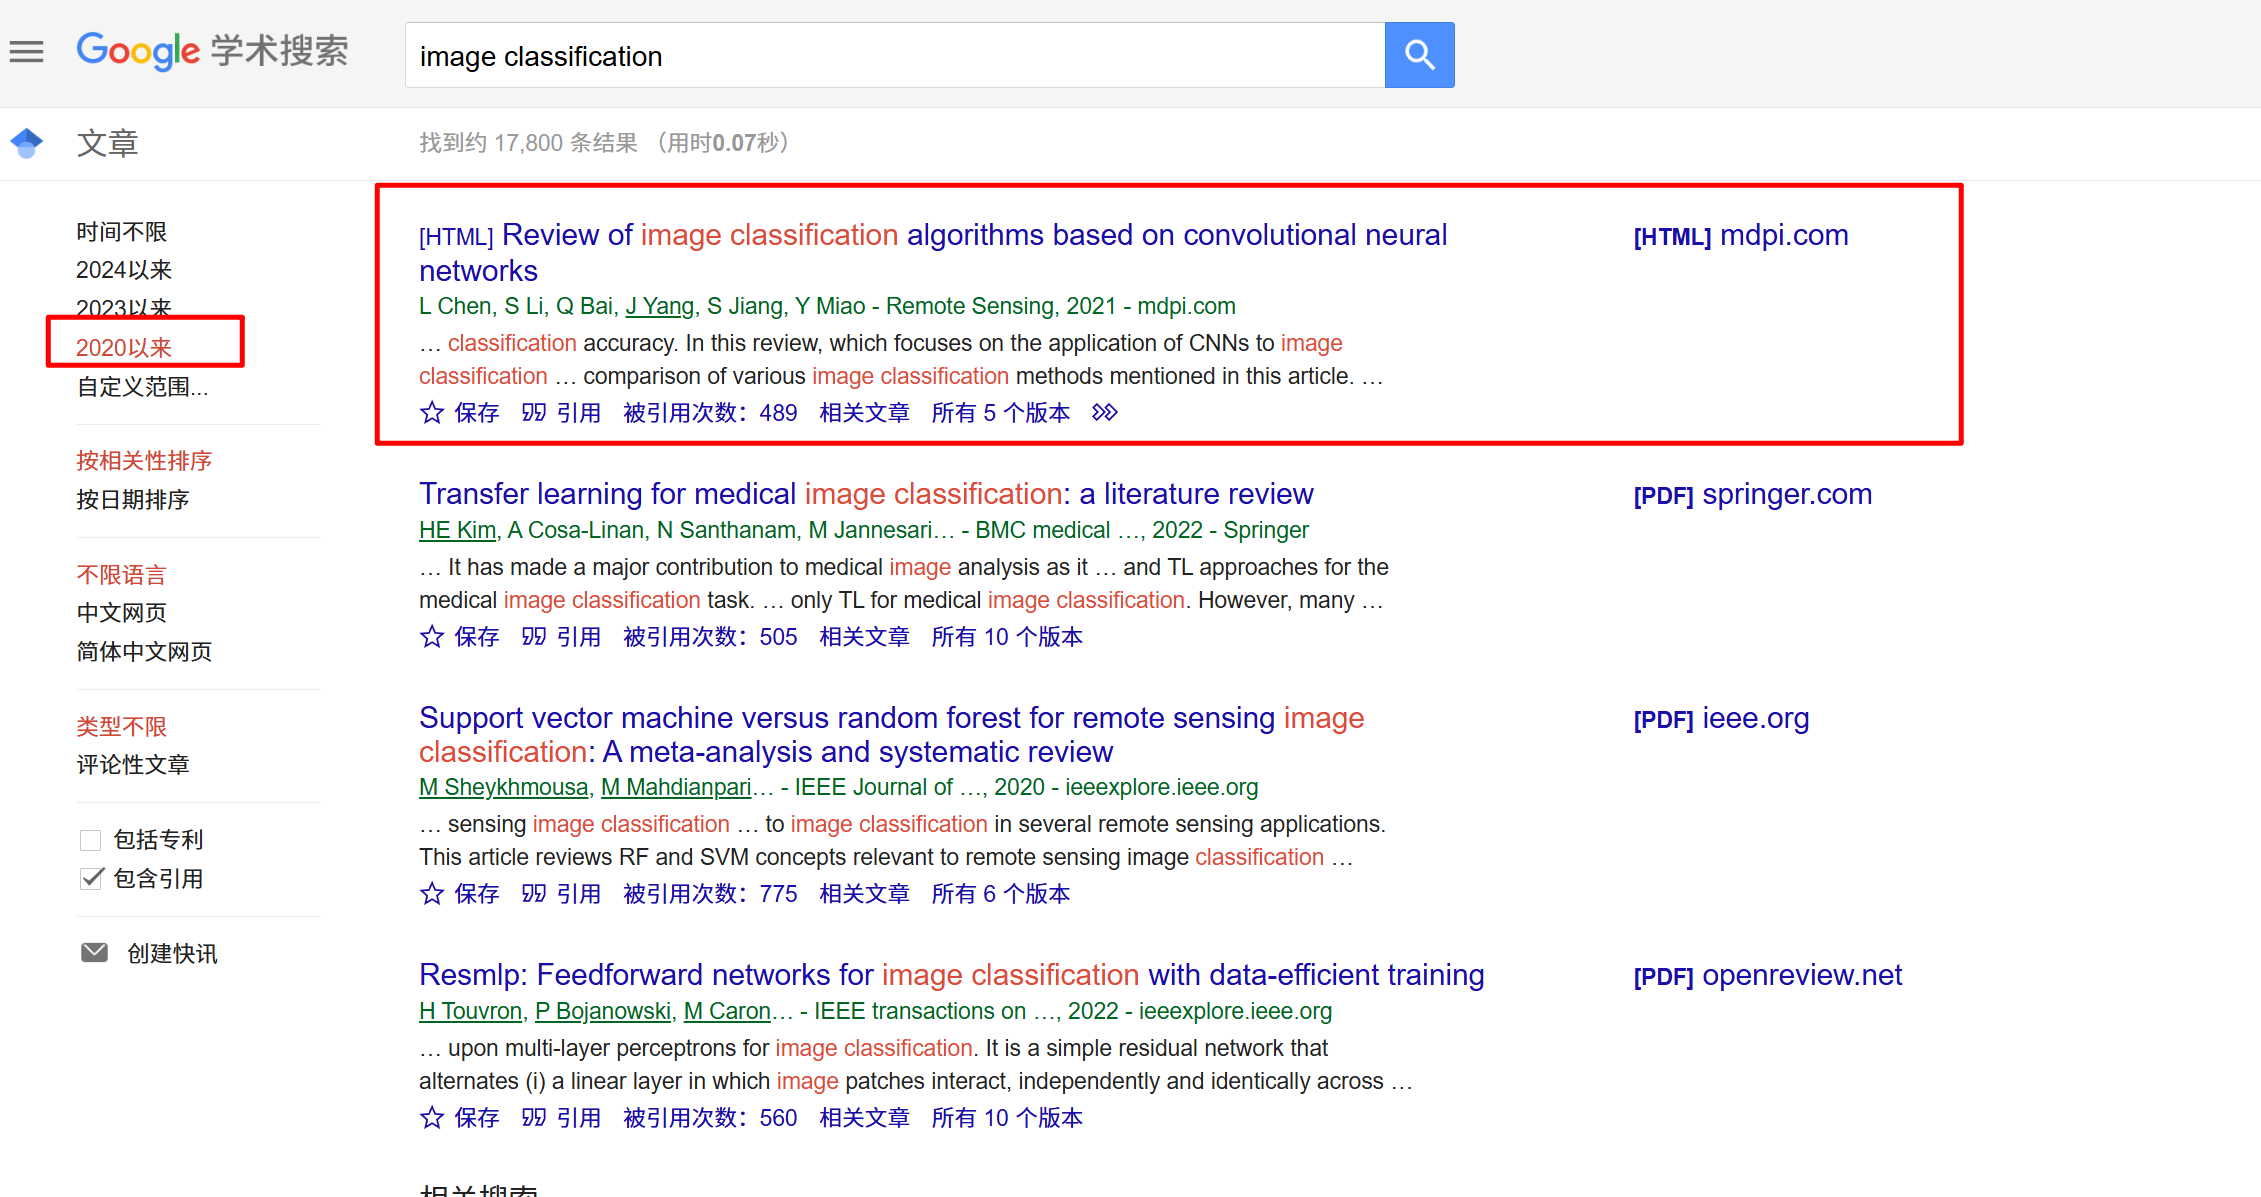 Google 学术搜索
image classification
文章
找到约 17,800 条结果 （用时0.07秒）
时间不限
2024以来
2023以来
2020以来
自定义范围...
按相关性排序
按日期排序
不限语言
中文网页
简体中文网页
类型不限
评论性文章
包括专利
包含引用
创建快讯
[HTML] Review of image classification algorithms based on convolutional neural
networks
L Chen, S Li, Q Bai, J Yang, S Jiang, Y Miao - Remote Sensing, 2021 - mdpi.com
… classification accuracy. In this review, which focuses on the application of CNNs to image
classification … comparison of various image classification methods mentioned in this article. …
保存 引用 被引用次数：489 相关文章 所有 5 个版本
[HTML] mdpi.com
Transfer learning for medical image classification: a literature review
HE Kim, A Cosa-Linan, N Santhanam, M Jannesari… - BMC medical …, 2022 - Springer
… It has made a major contribution to medical image analysis as it … and TL approaches for the
medical image classification task. … only TL for medical image classification. However, many …
保存 引用 被引用次数：505 相关文章 所有 10 个版本
[PDF] springer.com
Support vector machine versus random forest for remote sensing image
classification: A meta-analysis and systematic review
M Sheykhmousa, M Mahdianpari… - IEEE Journal of …, 2020 - ieeexplore.ieee.org
… sensing image classification … to image classification in several remote sensing applications.
This article reviews RF and SVM concepts relevant to remote sensing image classification …
保存 引用 被引用次数：775 相关文章 所有 6 个版本
[PDF] ieee.org
Resmlp: Feedforward networks for image classification with data-efficient training
H Touvron, P Bojanowski, M Caron… - IEEE transactions on …, 2022 - ieeexplore.ieee.org
… upon multi-layer perceptrons for image classification. It is a simple residual network that
alternates (i) a linear layer in which image patches interact, independently and identically across …
保存 引用 被引用次数：560 相关文章 所有 10 个版本
[PDF] openreview.net
相关搜索